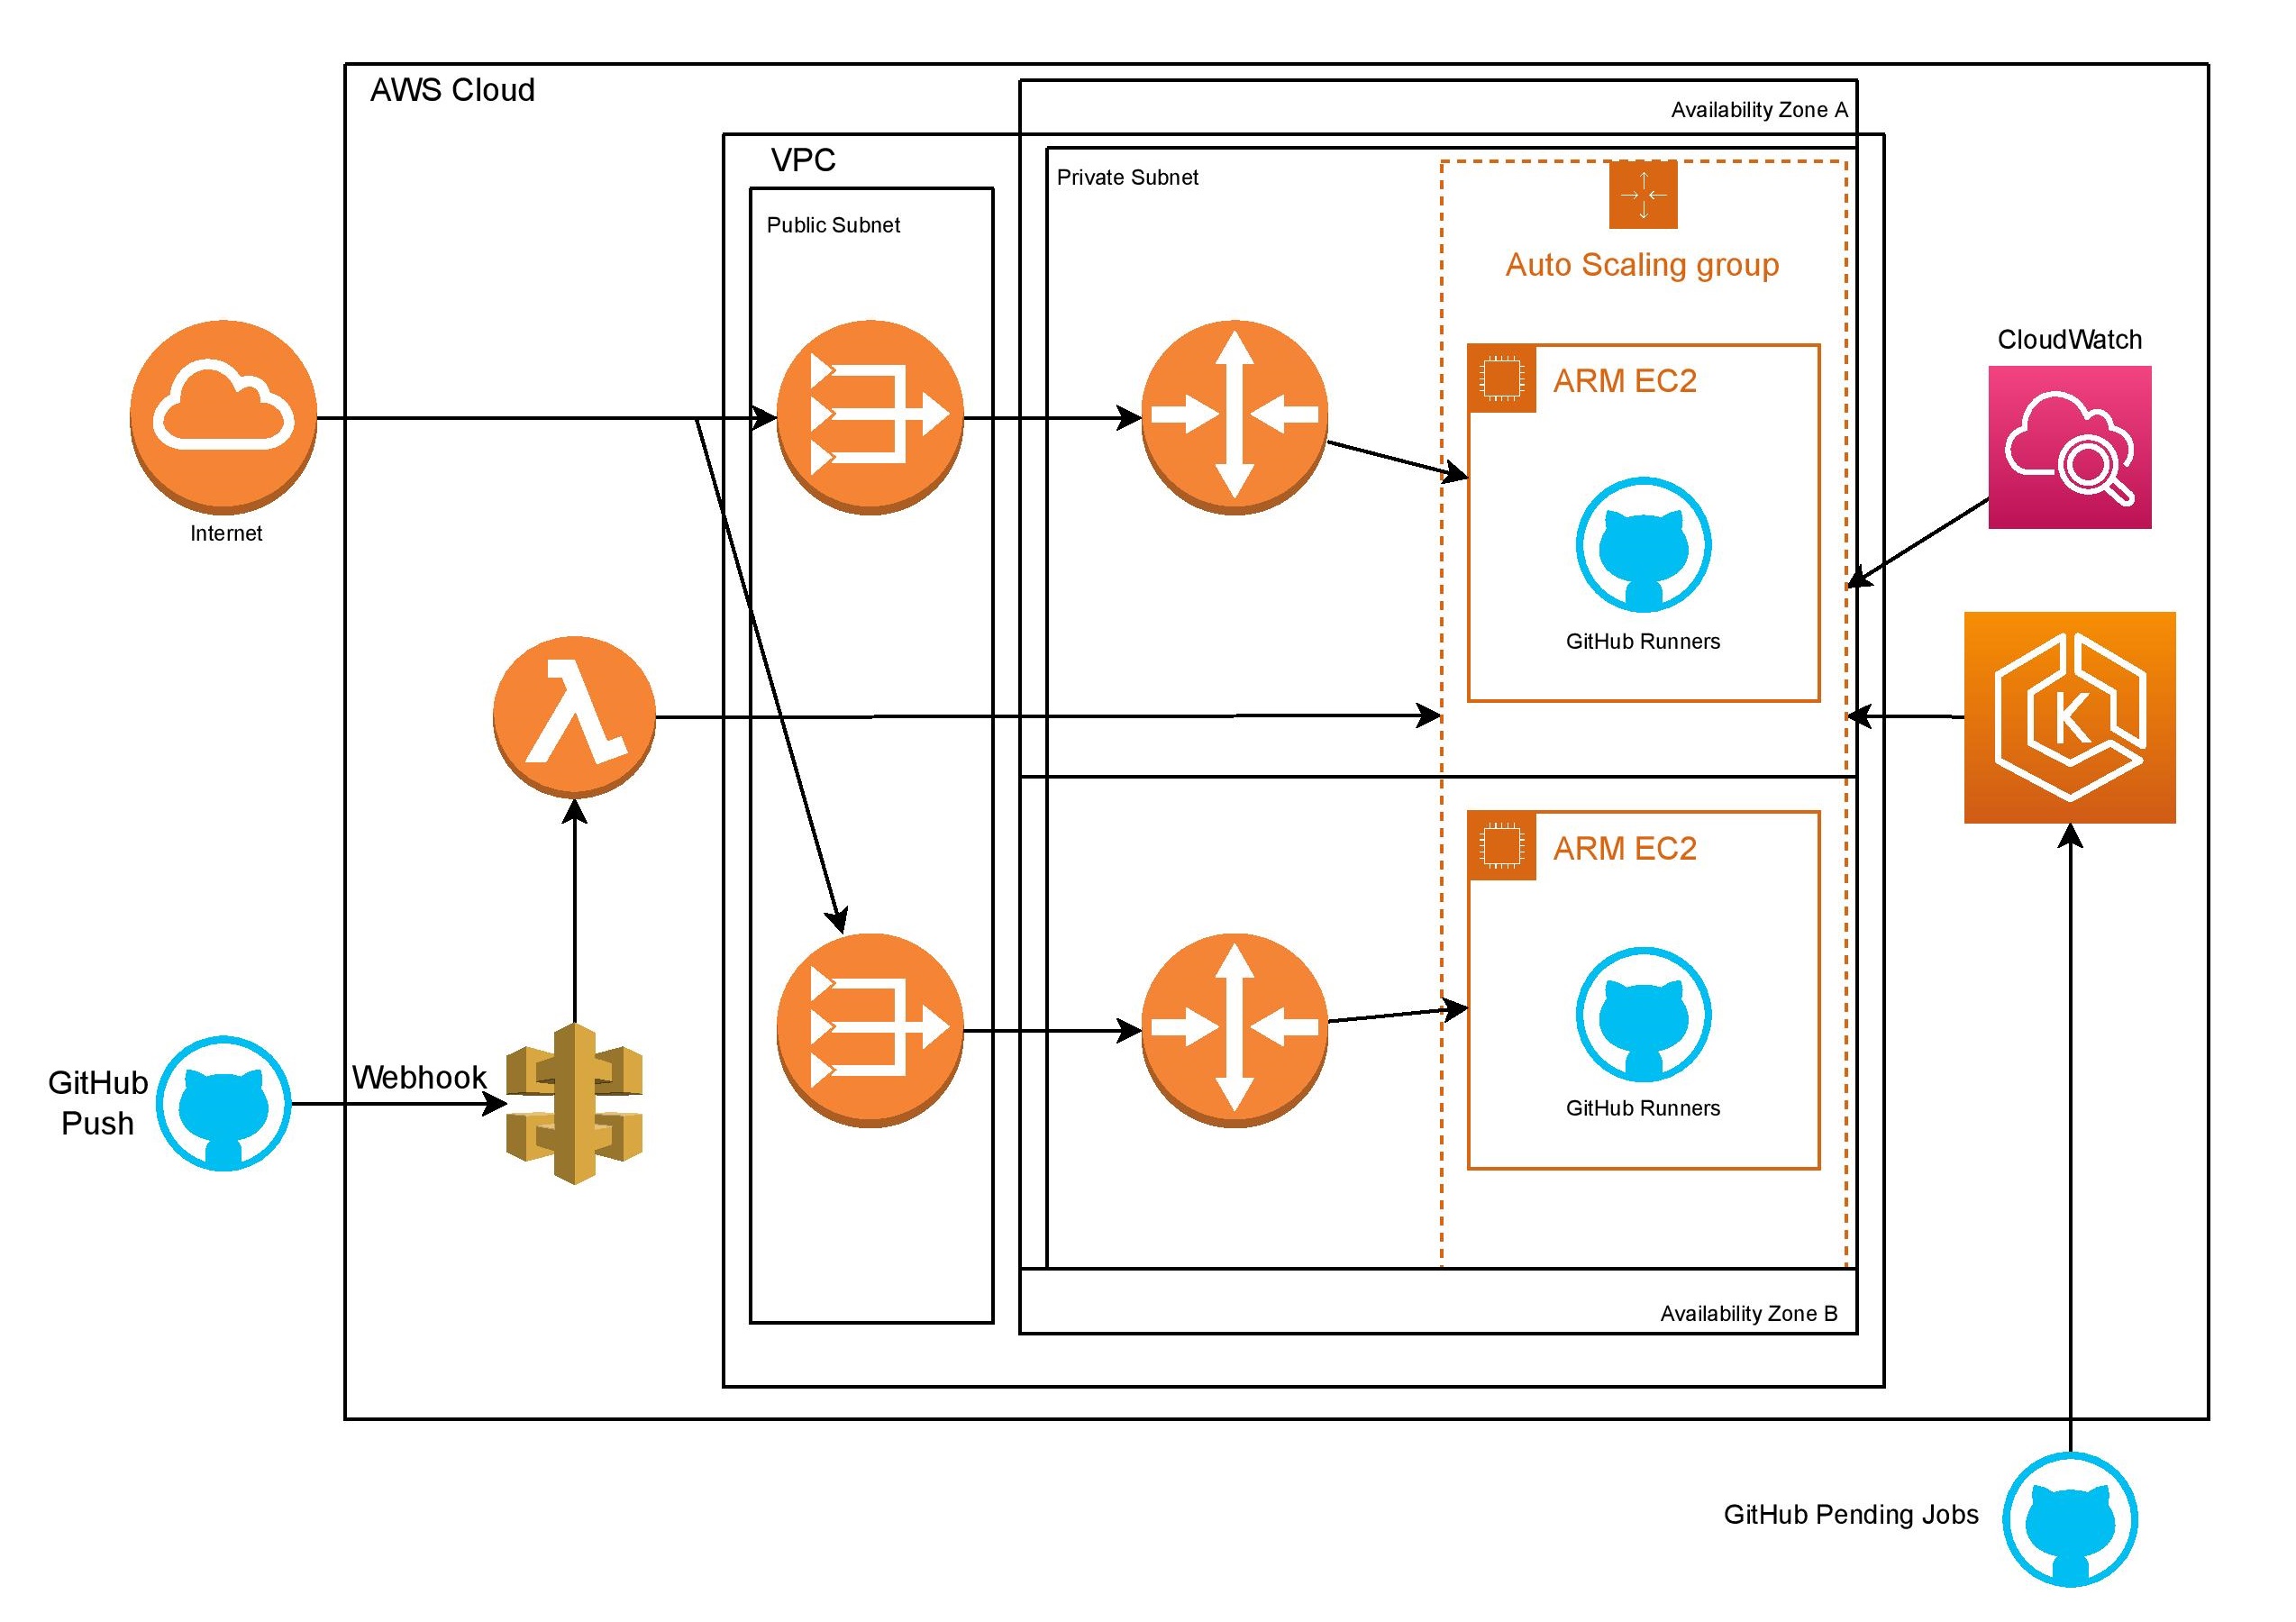 AWS Cloud
Availability Zone A
VPC
Private Subnet
Public Subnet
Auto Scaling group
CloudWatch
ARM EC2
Internet
GitHub Runners
K
ARM EC2
GitHub
Push
Webhook
GitHub Runners
Availability Zone B
GitHub Pending Jobs